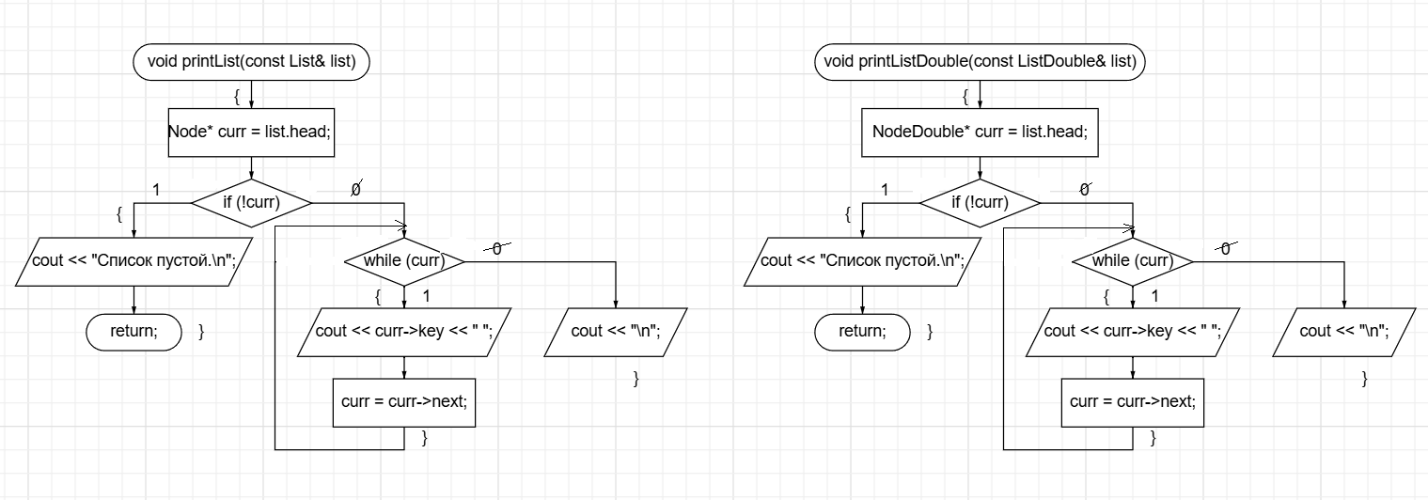 void printList(const List& list)
{
Node* curr = list.head;
1
if (!curr)
0
{
cout << "Список пустой.\n";
return;
}
while (curr)
0
{
1
cout << curr->key << " ";
cout << "\n";
}
curr = curr->next;
}
void printListDouble(const ListDouble& list)
{
NodeDouble* curr = list.head;
1
if (!curr)
0
{
cout << "Список пустой.\n";
return;
}
while (curr)
0
{
1
cout << curr->key << " ";
cout << "\n";
}
curr = curr->next;
}